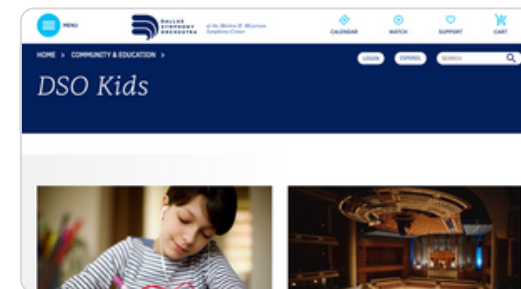 MENU
DALLAS
SYMPHONY
ORCHESTRA
at the Morton H. Meyerson
Symphony Center
CALENDAR
WATCH
SUPPORT
CART
HOME > COMMUNITY & EDUCATION >
LOGIN
ESPAÑOL
SEARCH
DSO Kids